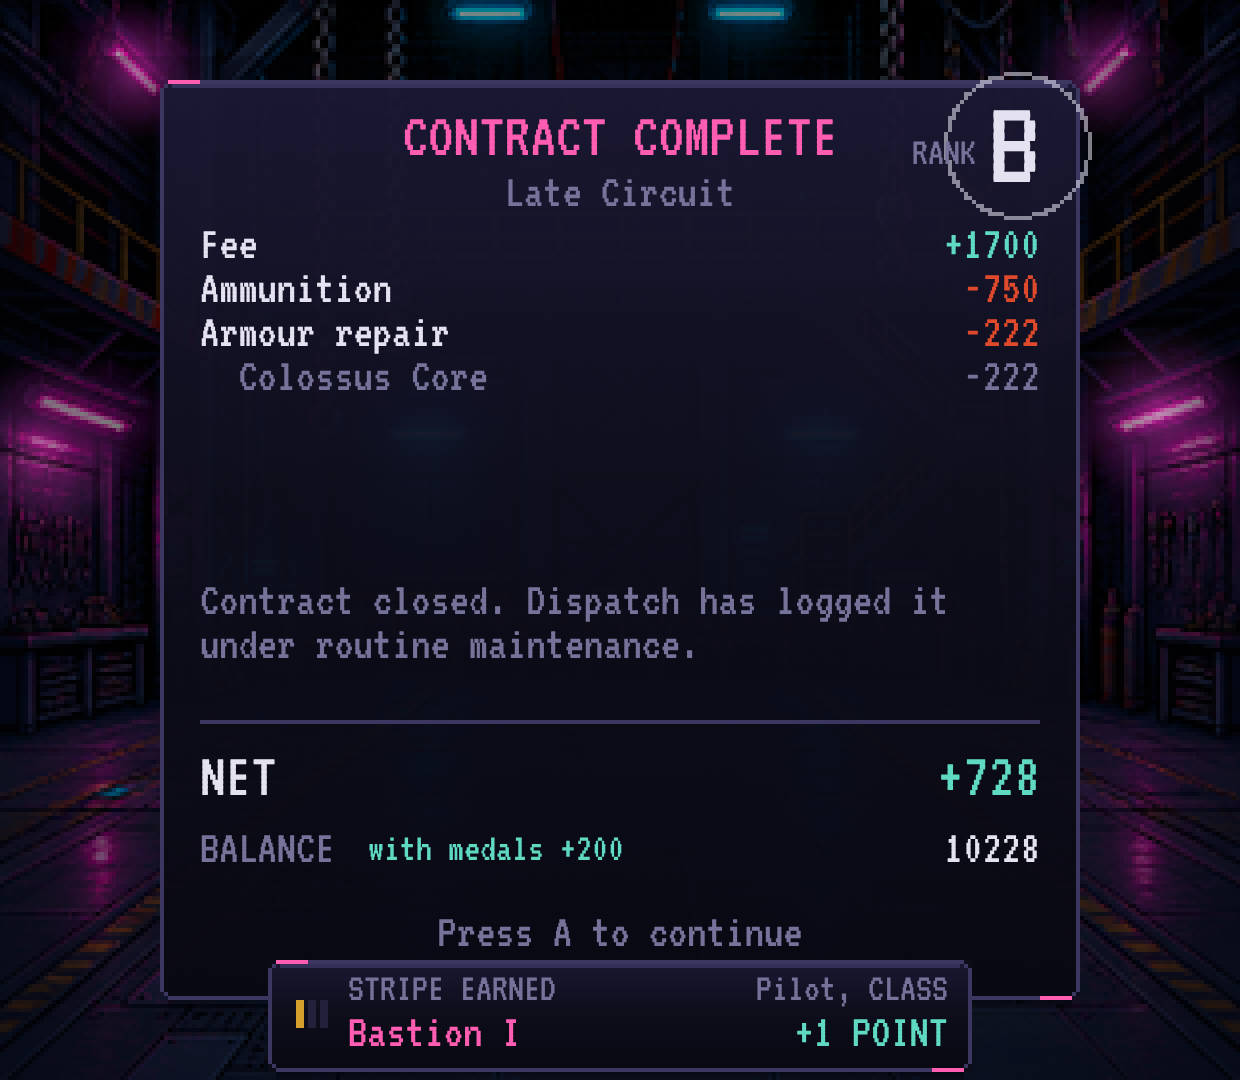 CONTRACT COMPLETE
RANK B
Late Circuit
Fee +1700
Ammunition -750
Armour repair -222
Colossus Core -222
Contract closed. Dispatch has logged it
under routine maintenance.
NET +728
BALANCE with medals +200 10228
Press A to continue
STRIPE EARNED Pilot, CLASS
Bastion I +1 POINT